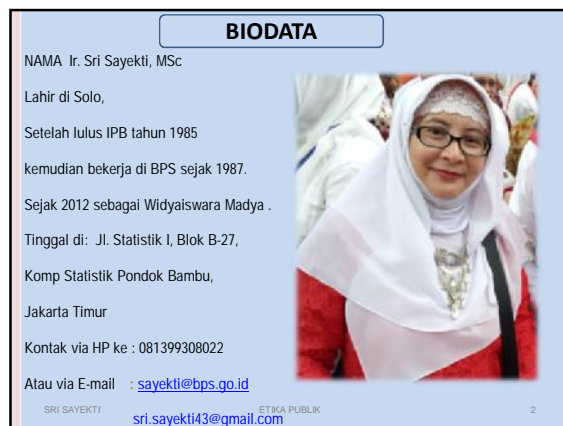 BIODATA
NAMA Ir. Sri Sayekti, MSc
Lahir di Solo,
Setelah lulus IPB tahun 1985
kemudian bekerja di BPS sejak 1987.
Sejak 2012 sebagai Widyaiswara Madya .
Tinggal di: Jl. Statistik I, Blok B-27,
Komp Statistik Pondok Bambu,
Jakarta Timur
Kontak via HP ke : 081399308022
Atau via E-mail : sayekti@bps.go.id
sri.sayekti43@gmail.com
SRI SAYEKTI ETIKA PUBLIK 2